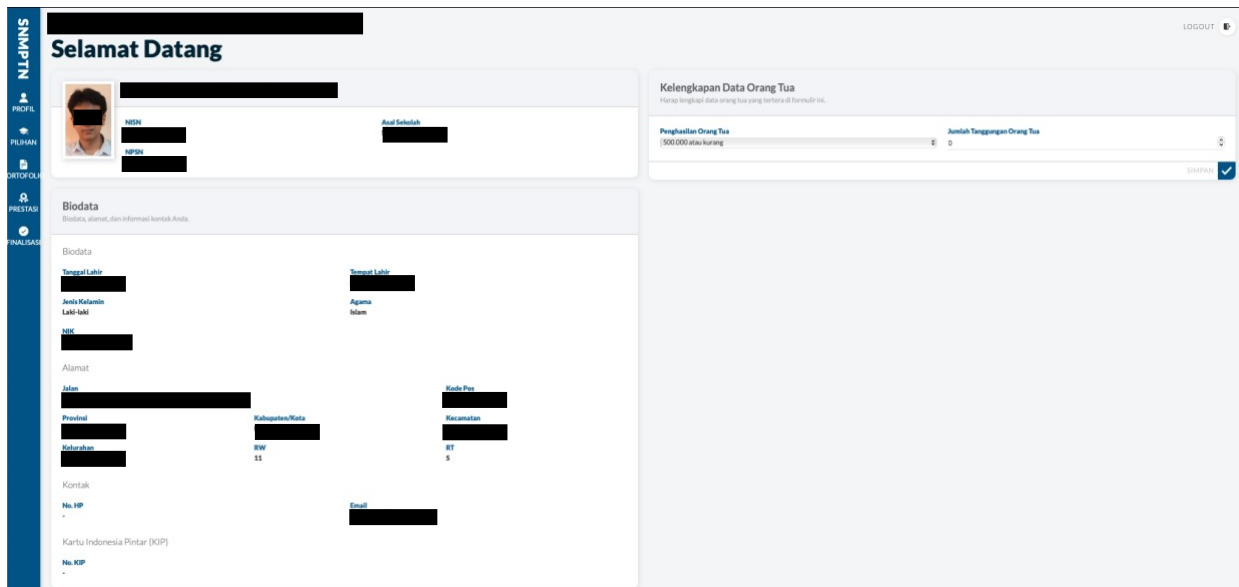 SNMPTN
PROFIL
PILIHAN
ORTOFOLI
PRESTASI
FINALISASI
LOGOUT
Selamat Datang
NISN
Asal Sekolah
NPSN
Kelengkapan Data Orang Tua
Harap lengkapi data orang tua yang tertera di formulir ini.
Penghasilan Orang Tua
Jumlah Tanggungan Orang Tua
500.000 atau kurang
0
SIMPAN
Biodata
Biodata, alamat, dan informasi kontak Anda.
Biodata
Tanggal Lahir
Tempat Lahir
Jenis Kelamin
Agama
Laki-laki
Islam
NIK
Alamat
Jalan
Kode Pos
Provinsi
Kabupaten/Kota
Kecamatan
Kelurahan
RW
RT
11
5
Kontak
No. HP
Email
-
Kartu Indonesia Pintar (KIP)
No. KIP
-